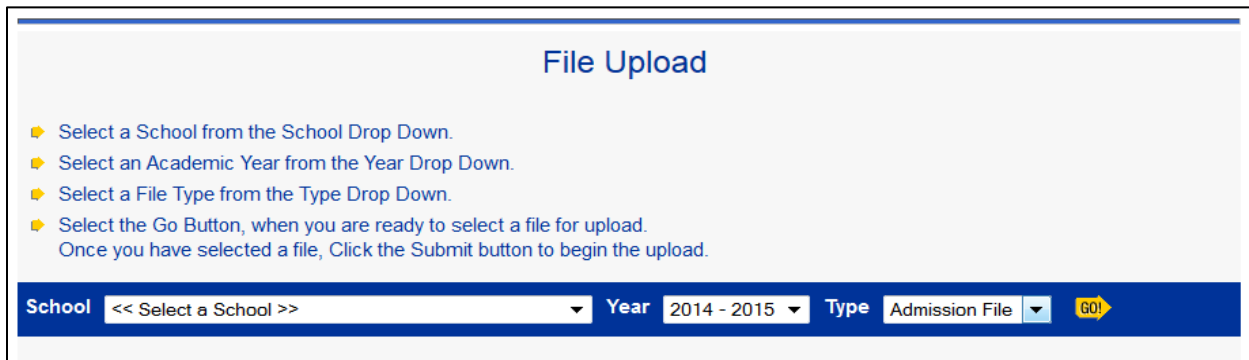 File Upload
Select a School from the School Drop Down.
Select an Academic Year from the Year Drop Down.
Select a File Type from the Type Drop Down.
Select the Go Button, when you are ready to select a file for upload.
Once you have selected a file, Click the Submit button to begin the upload.
School << Select a School >> Year 2014 - 2015 Type Admission File GO!